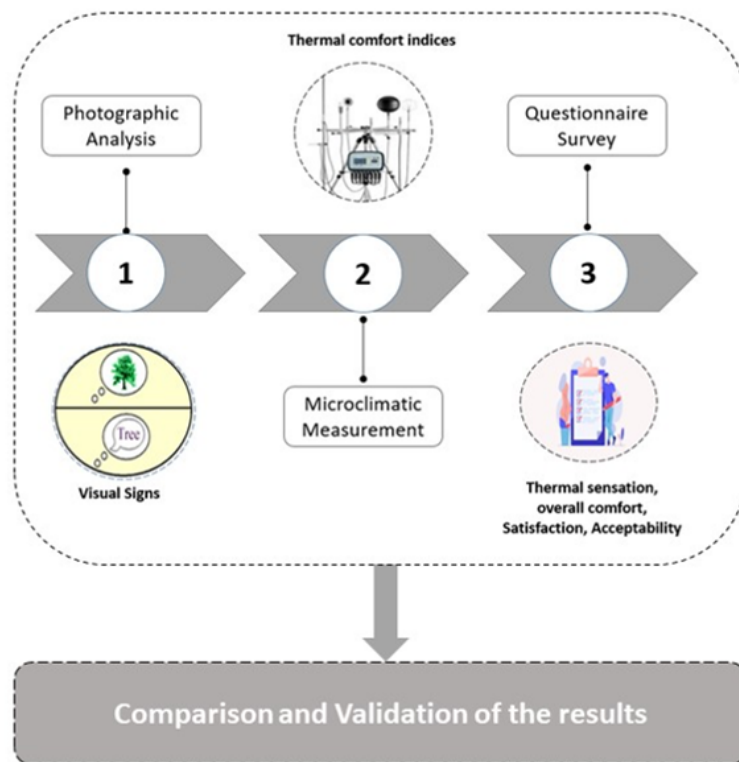 Thermal comfort indices
Photographic
Analysis
Questionnaire
Survey
1
2
3
Tree
Visual Signs
Microclimatic
Measurement
Thermal sensation,
overall comfort,
Satisfaction, Acceptability
Comparison and Validation of the results